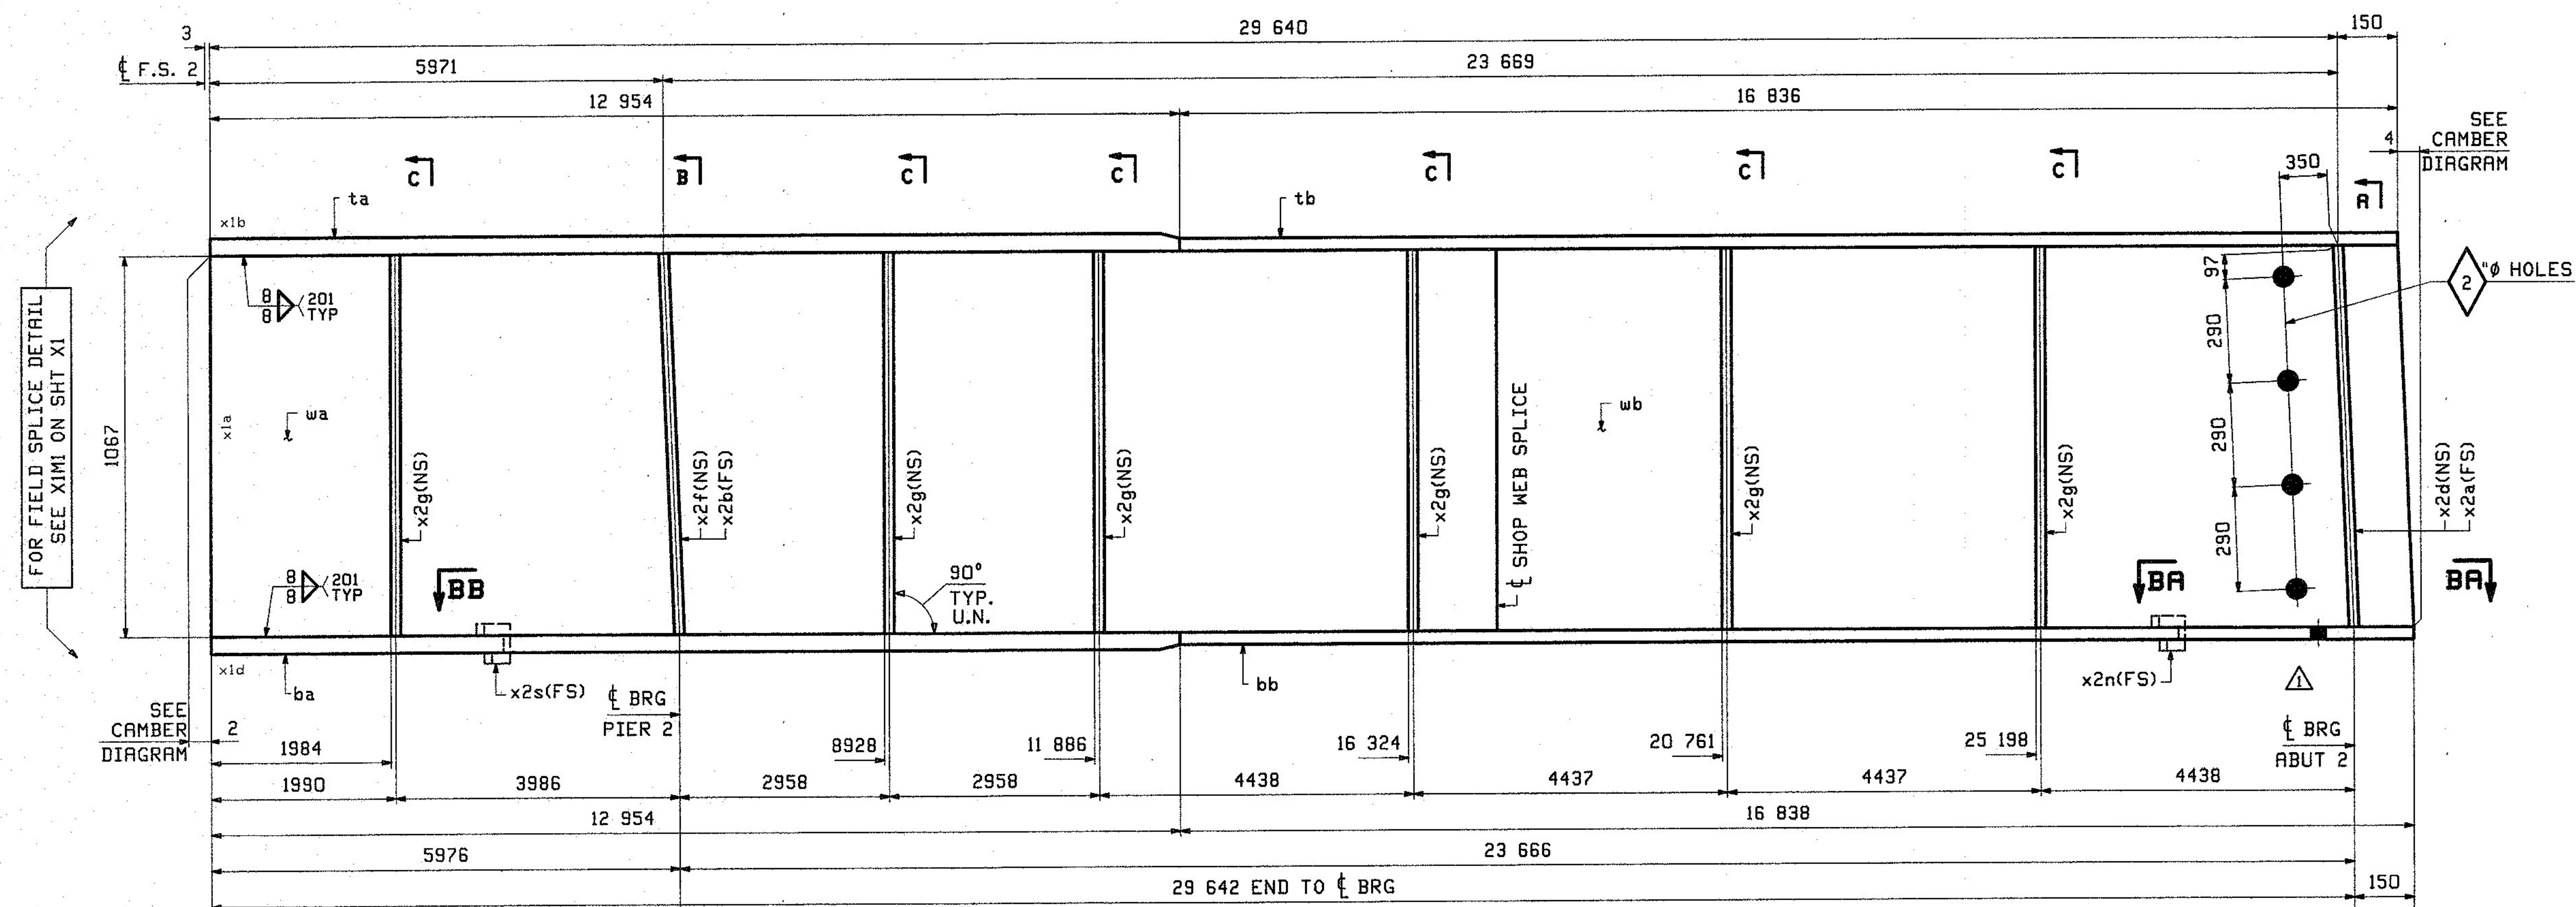 3
29 640
150
℄ F.S. 2
5971
23 669
12 954
16 836
SEE
4 CAMBER
DIAGRAM
C
B
C
C
C
C
C
350
A
ta
tb
x1b
97
2 "Ø HOLES
8
8
201
TYP
290
290
290
FOR FIELD SPLICE DETAIL
SEE X1M1 ON SHT X1
1067
x1a
wa
wb
x2g(NS)
x2f(NS)
x2b(FS)
x2g(NS)
x2g(NS)
x2g(NS)
℄ SHOP WEB SPLICE
x2g(NS)
x2g(NS)
x2d(NS)
x2a(FS)
8
8
201
TYP
BB
90°
TYP.
U.N.
BA
BA
x1d
ba
x2s(FS)
bb
x2n(FS)
1
℄ BRG
PIER 2
℄ BRG
ABUT 2
SEE
CAMBER
DIAGRAM
2
1984
8928
11 886
16 324
20 761
25 198
1990
3986
2958
2958
4438
4437
4437
4438
12 954
16 838
5976
23 666
29 642 END TO ℄ BRG
150